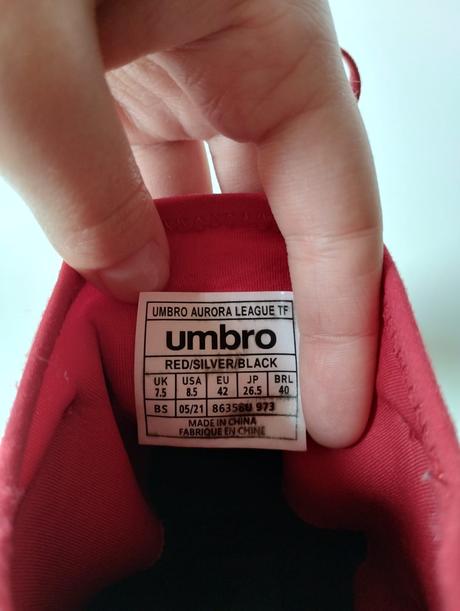 UMBRO AURORA LEAGUE TF
umbro
RED/SILVER/BLACK
UK USA EU JP BRL
7.5 8.5 42 26.5 40
BS 05/21 86358U 973
MADE IN CHINA
FABRIQUE EN CHINE